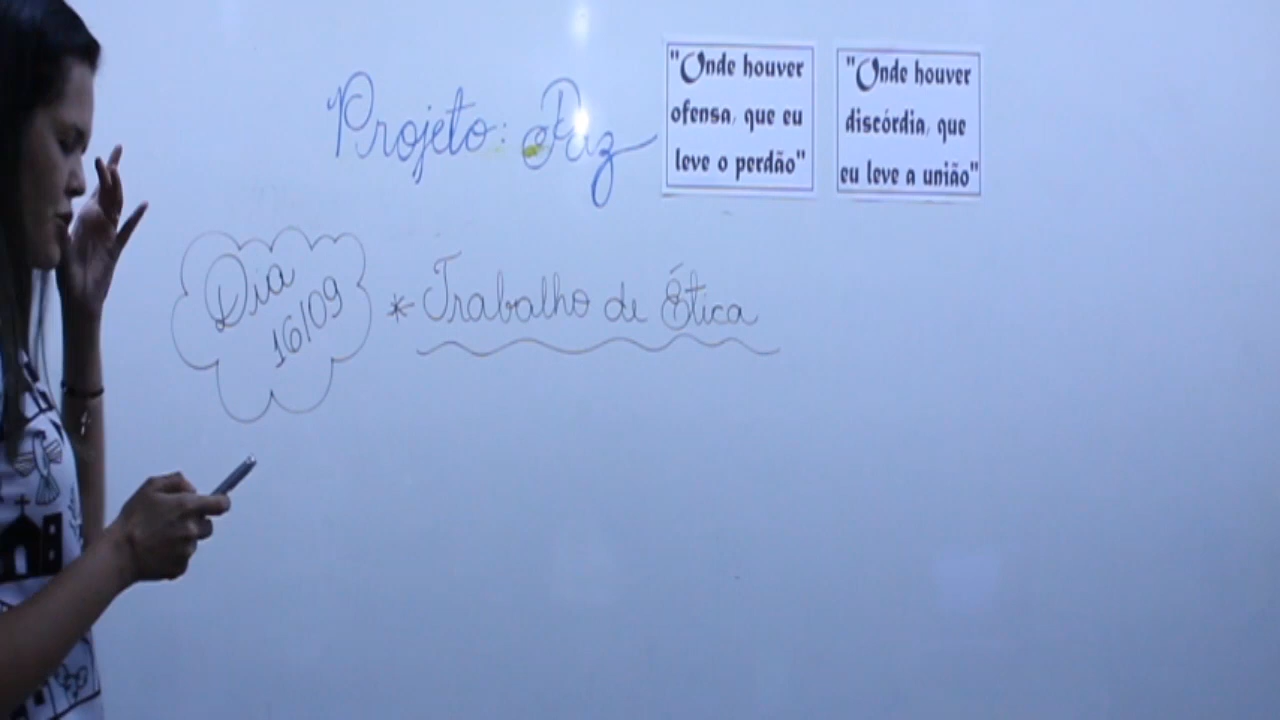 Projeto: Paz
"Onde houver
ofensa, que eu
leve o perdão"
"Onde houver
discórdia, que
eu leve a união"
Dia
16/09
* Trabalho de Ética